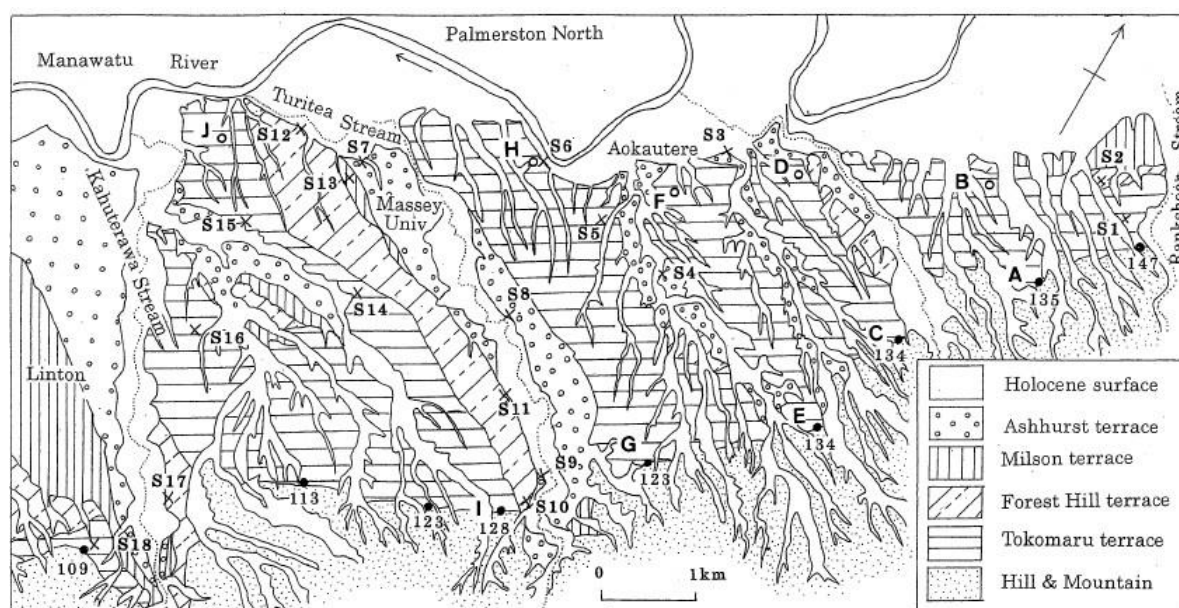 Palmerston North
Manawatu River
Turitea Stream
J
S12
S7
H
S6
Aokautere
S3
D
S2
Stream
S13
Massey
Univ
F
B
Kahuterawa Stream
S15
S5
S1
S4
147
A
135
S14
S8
S16
C
134
Linton
S11
E
134
G
S9
123
S17
113
I
S10
123
128
S18
109
0 1km
Holocene surface
Ashhurst terrace
Milson terrace
Forest Hill terrace
Tokomaru terrace
Hill & Mountain